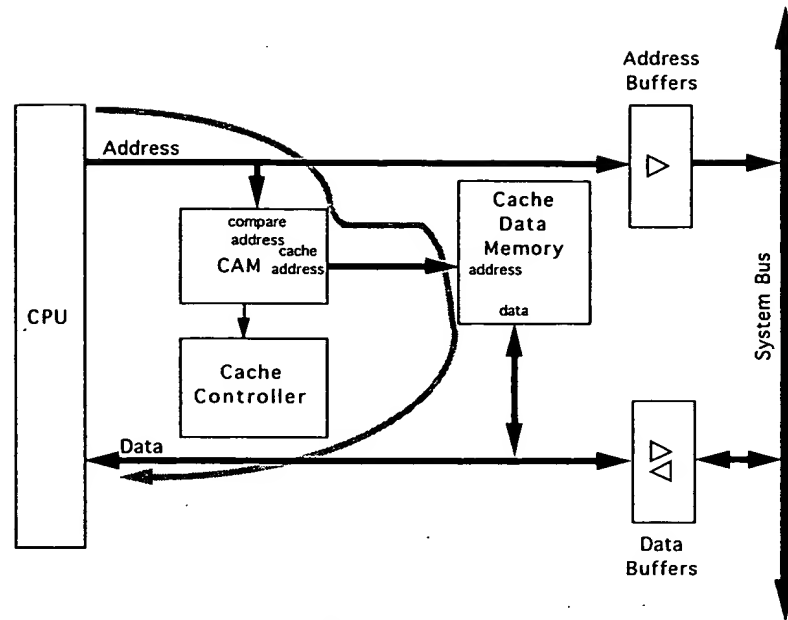 Address
Buffers
Address
Cache
Data
Memory
address
data
compare
address
cache
address
CAM
CPU
Cache
Controller
System Bus
Data
Data
Buffers